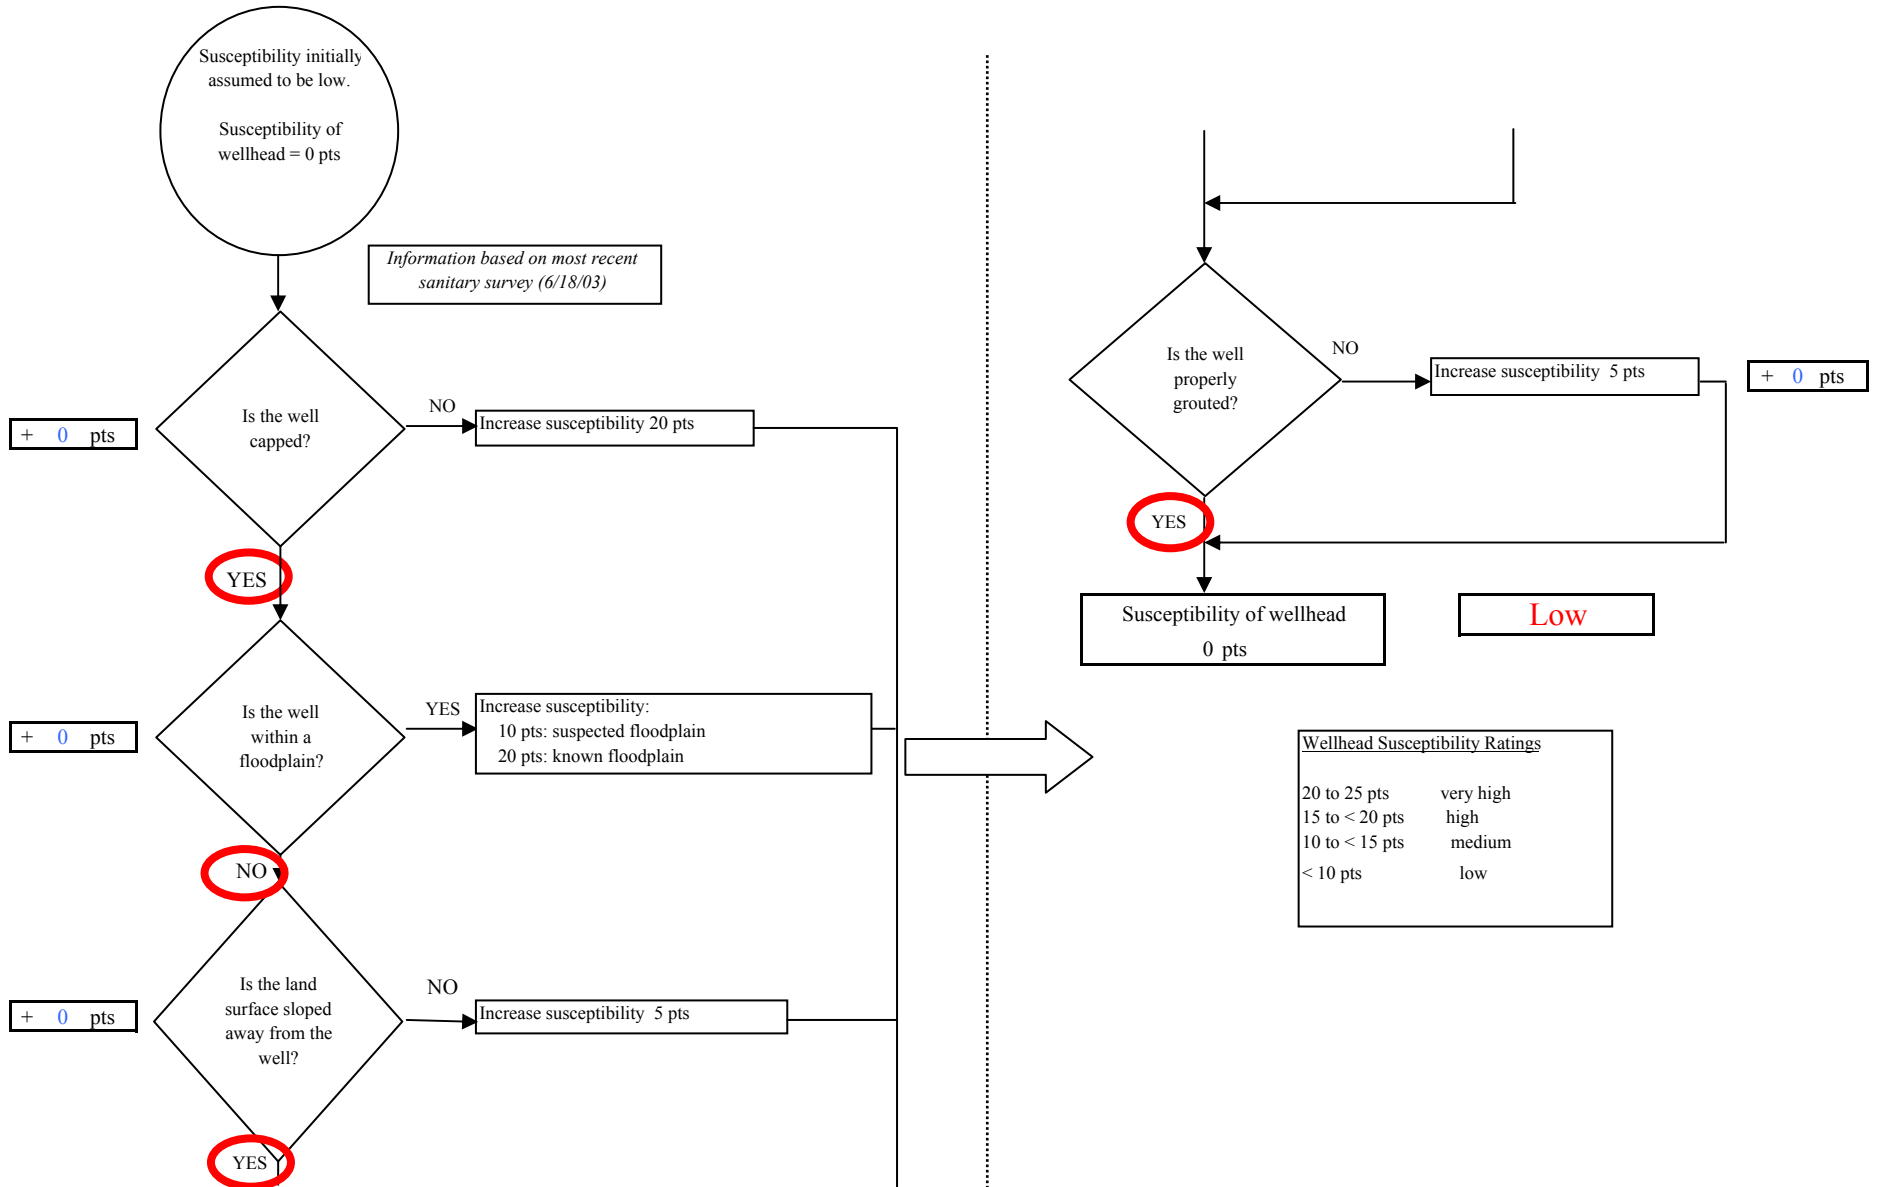 Susceptibility initially
assumed to be low.
Susceptibility of
wellhead = 0 pts
Information based on most recent
sanitary survey (6/18/03)
+ 0 pts
Is the well
capped?
NO
Increase susceptibility 20 pts
YES
+ 0 pts
Is the well
within a
floodplain?
YES
Increase susceptibility:
10 pts: suspected floodplain
20 pts: known floodplain
NO
+ 0 pts
Is the land
surface sloped
away from the
well?
NO
Increase susceptibility 5 pts
YES
Is the well
properly
grouted?
NO
Increase susceptibility 5 pts
+ 0 pts
YES
Susceptibility of wellhead
0 pts
Low
Wellhead Susceptibility Ratings
20 to 25 pts very high
15 to < 20 pts high
10 to < 15 pts medium
< 10 pts low